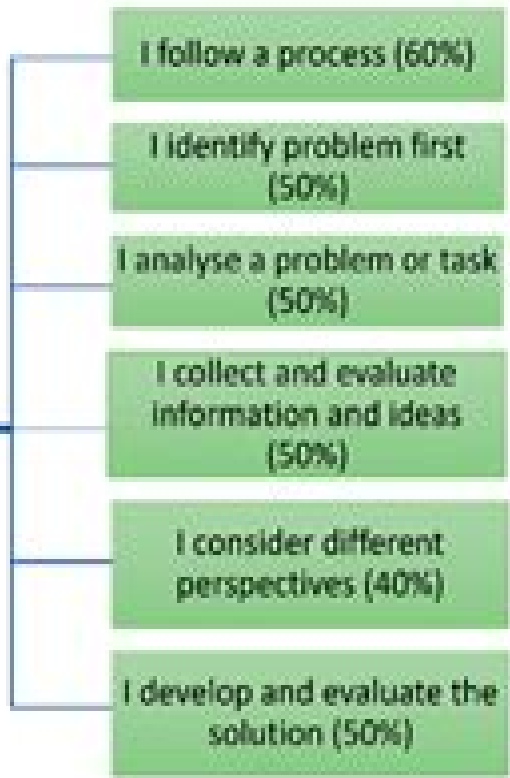 I follow a process (60%)
I identify problem first
(50%)
I analyse a problem or task
(50%)
I collect and evaluate
information and ideas
(50%)
I consider different
perspectives (40%)
I develop and evaluate the
solution (50%)